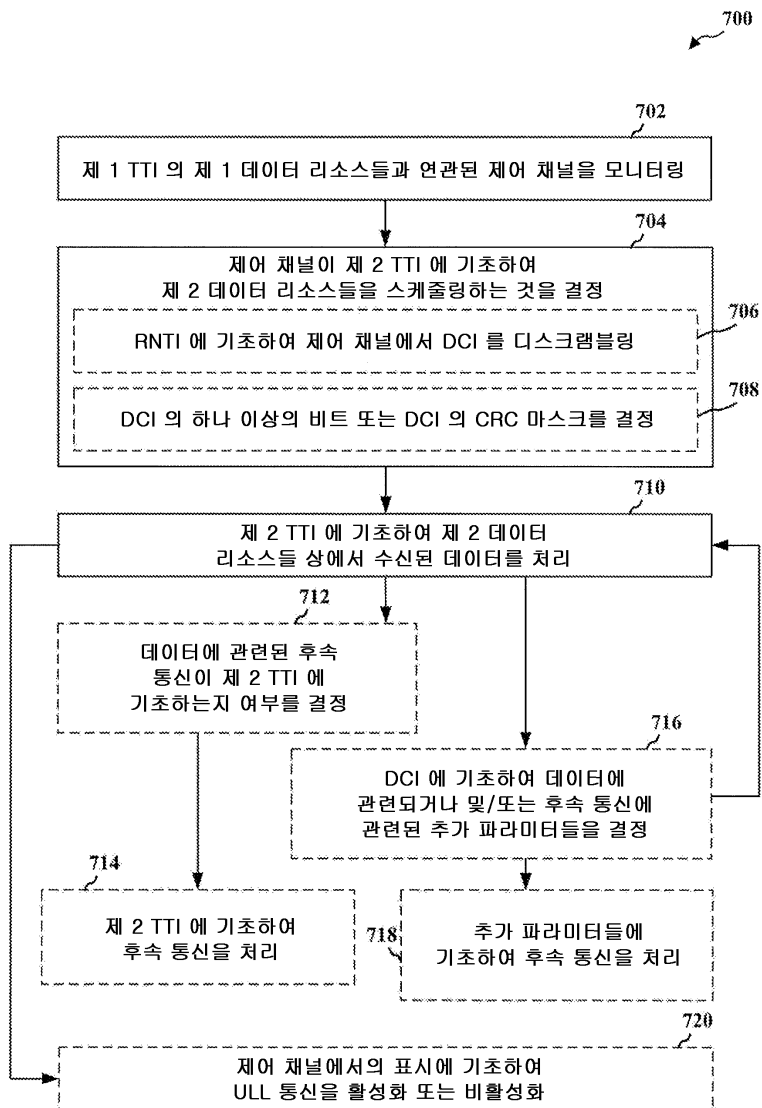 700
702
제 1 TTI 의 제 1 데이터 리소스들과 연관된 제어 채널을 모니터링
704
제어 채널이 제 2 TTI 에 기초하여
제 2 데이터 리소스들을 스케줄링하는 것을 결정
706
RNTI 에 기초하여 제어 채널에서 DCI 를 디스크램블링
708
DCI 의 하나 이상의 비트 또는 DCI 의 CRC 마스크를 결정
710
제 2 TTI 에 기초하여 제 2 데이터
리소스들 상에서 수신된 데이터를 처리
712
데이터에 관련된 후속
통신이 제 2 TTI 에
기초하는지 여부를 결정
716
DCI 에 기초하여 데이터에
관련되거나 및/또는 후속 통신에
관련된 추가 파라미터들을 결정
714
제 2 TTI 에 기초하여
후속 통신을 처리
718
추가 파라미터들에
기초하여 후속 통신을 처리
720
제어 채널에서의 표시에 기초하여
ULL 통신을 활성화 또는 비활성화